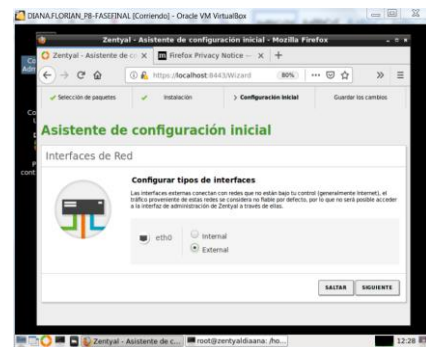 DIANA.FLORIAN_P8-FASEFINAL [Corriendo] - Oracle VM VirtualBox
Zentyal - Asistente de configuración inicial - Mozilla Firefox
Zentyal - Asistente de co
Firefox Privacy Notice —
https://localhost:8443/Wizard
80%
Selección de paquetes
Instalación
Configuración inicial
Guardar los cambios
Asistente de configuración inicial
Interfaces de Red
Configurar tipos de interfaces
Las interfaces externas conectan con redes que no están bajo tu control (generalmente Internet), el
tráfico proveniente de estas redes se considera no fiable por defecto, por lo que no será posible acceder
a la interfaz de administración de Zentyal a través de ellas.
eth0
Internal
External
SALTAR
SIGUIENTE
Zentyal - Asistente de c...
root@zentyaldiaana: /ho...
12:28